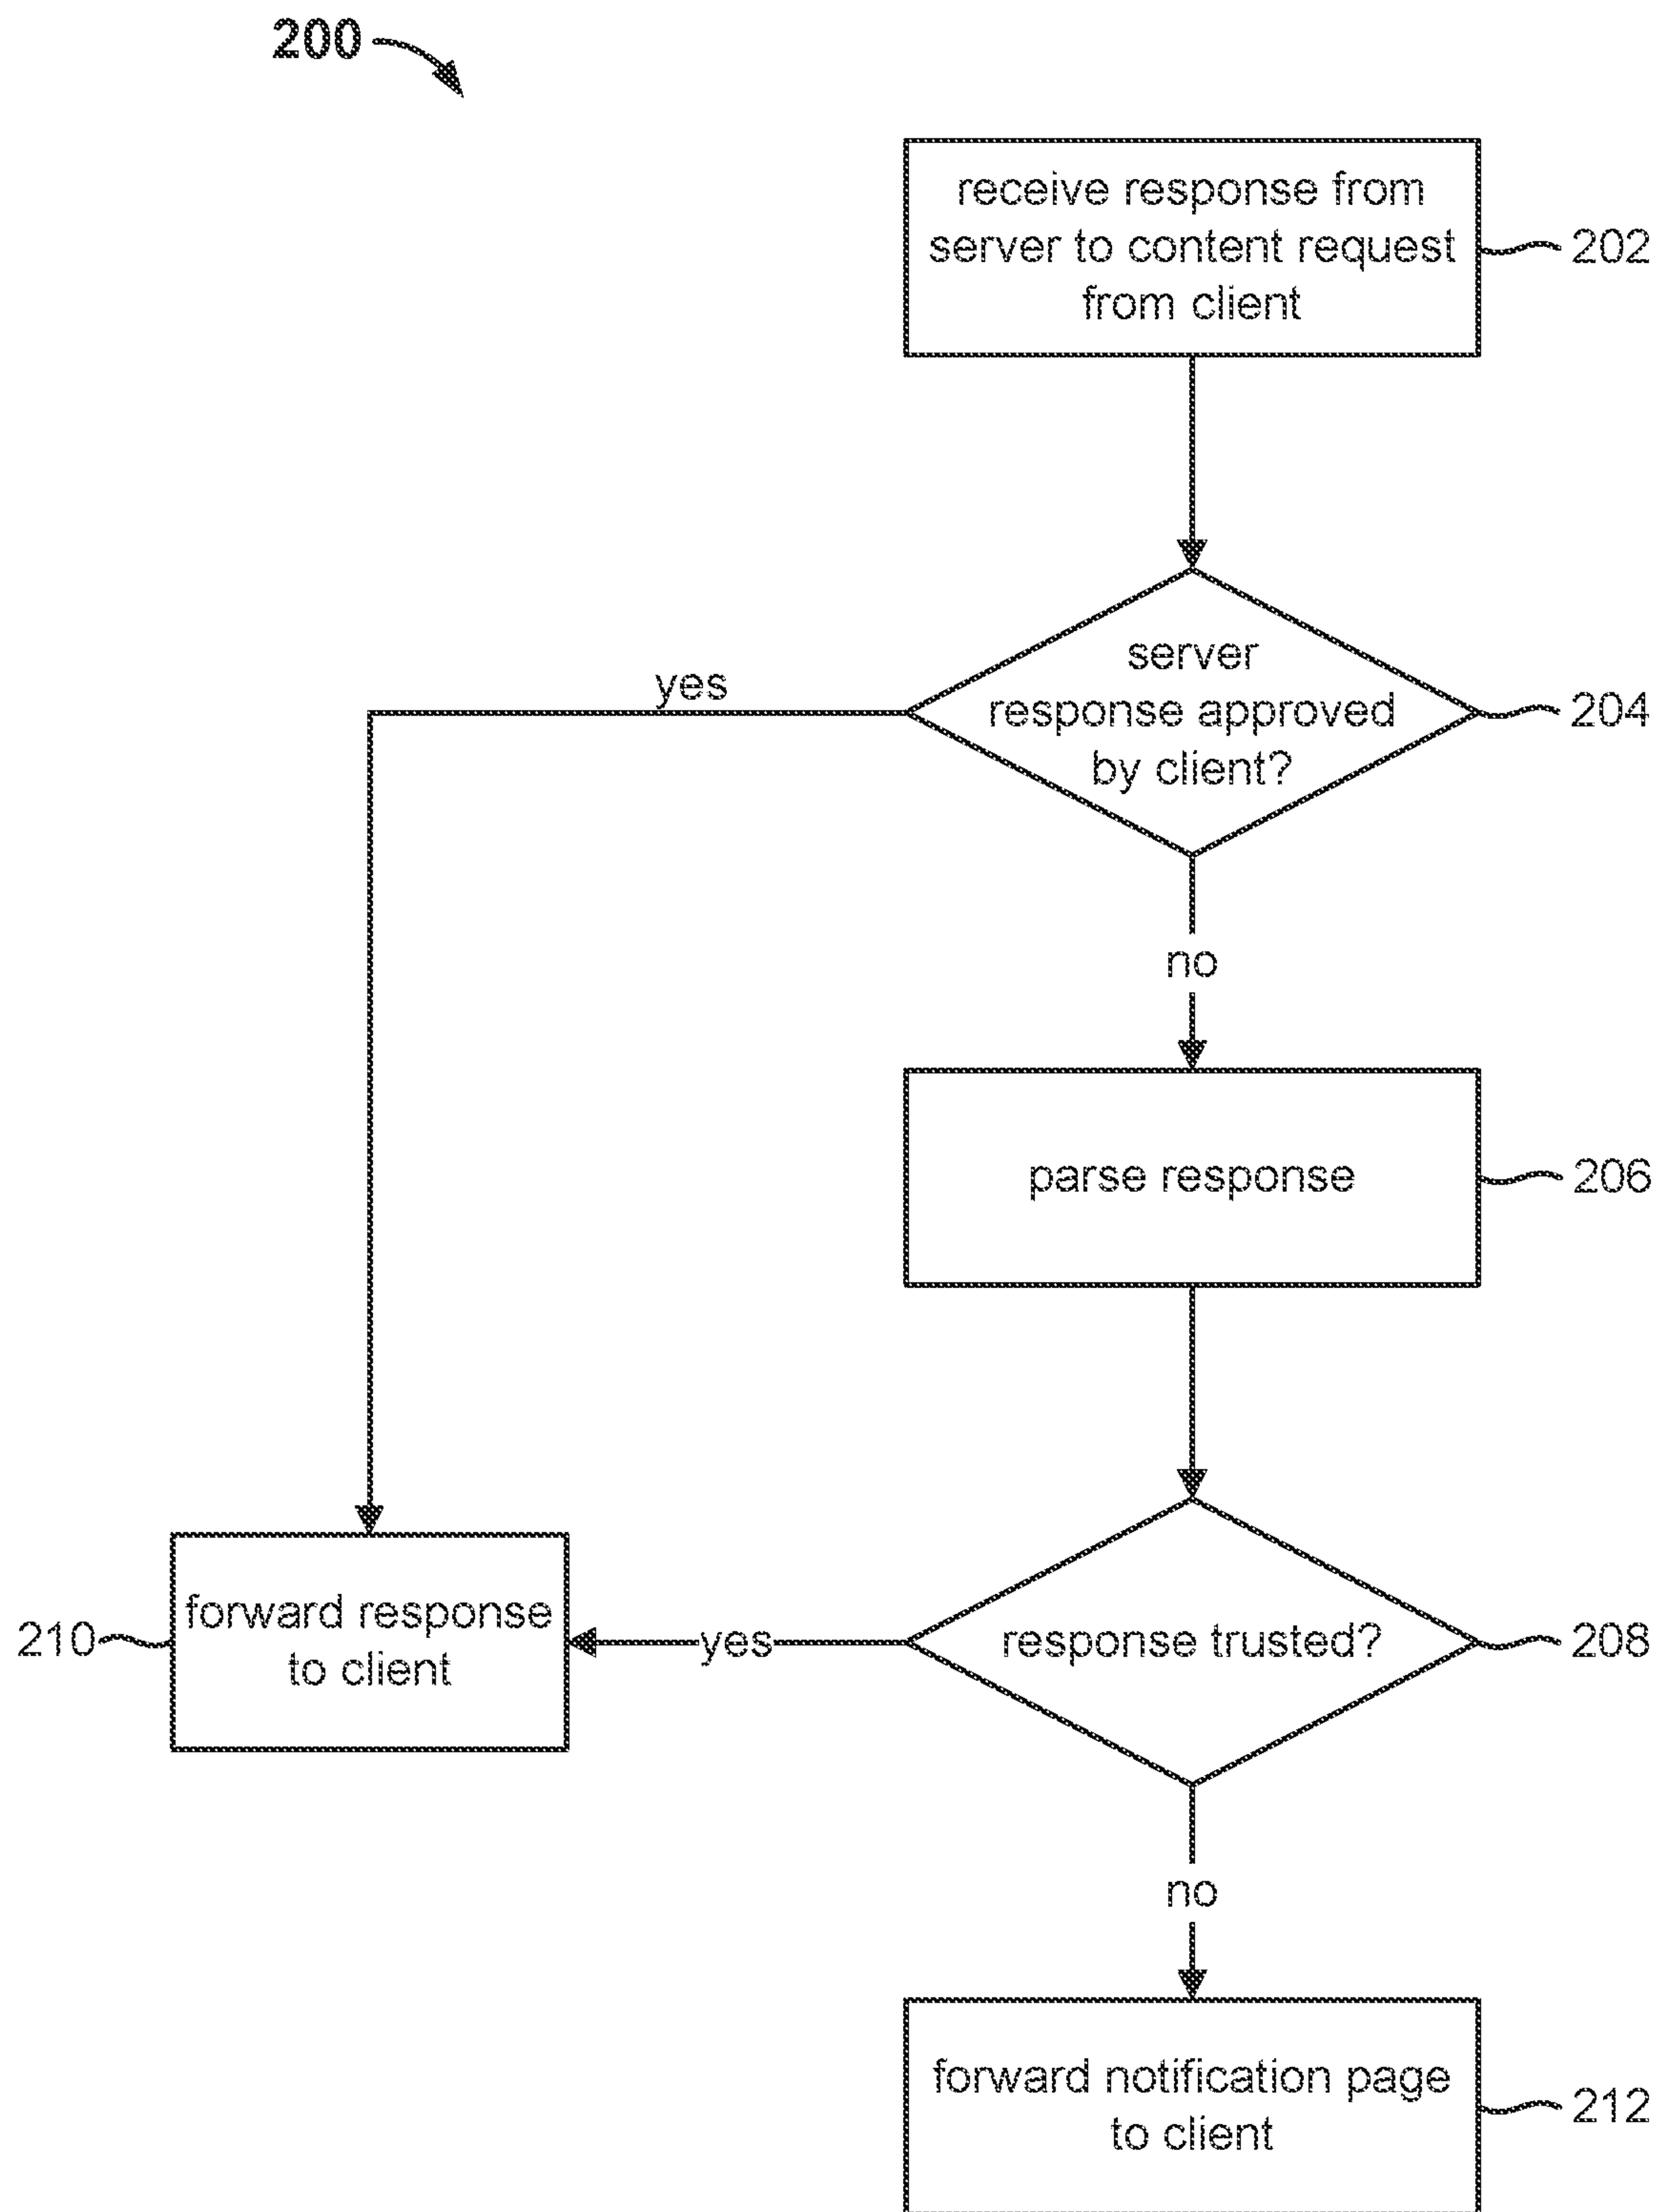 200
receive response from
server to content request
from client
202
server
response approved
by client?
204
yes
no
parse response
206
response trusted?
208
yes
forward response
to client
210
no
forward notification page
to client
212